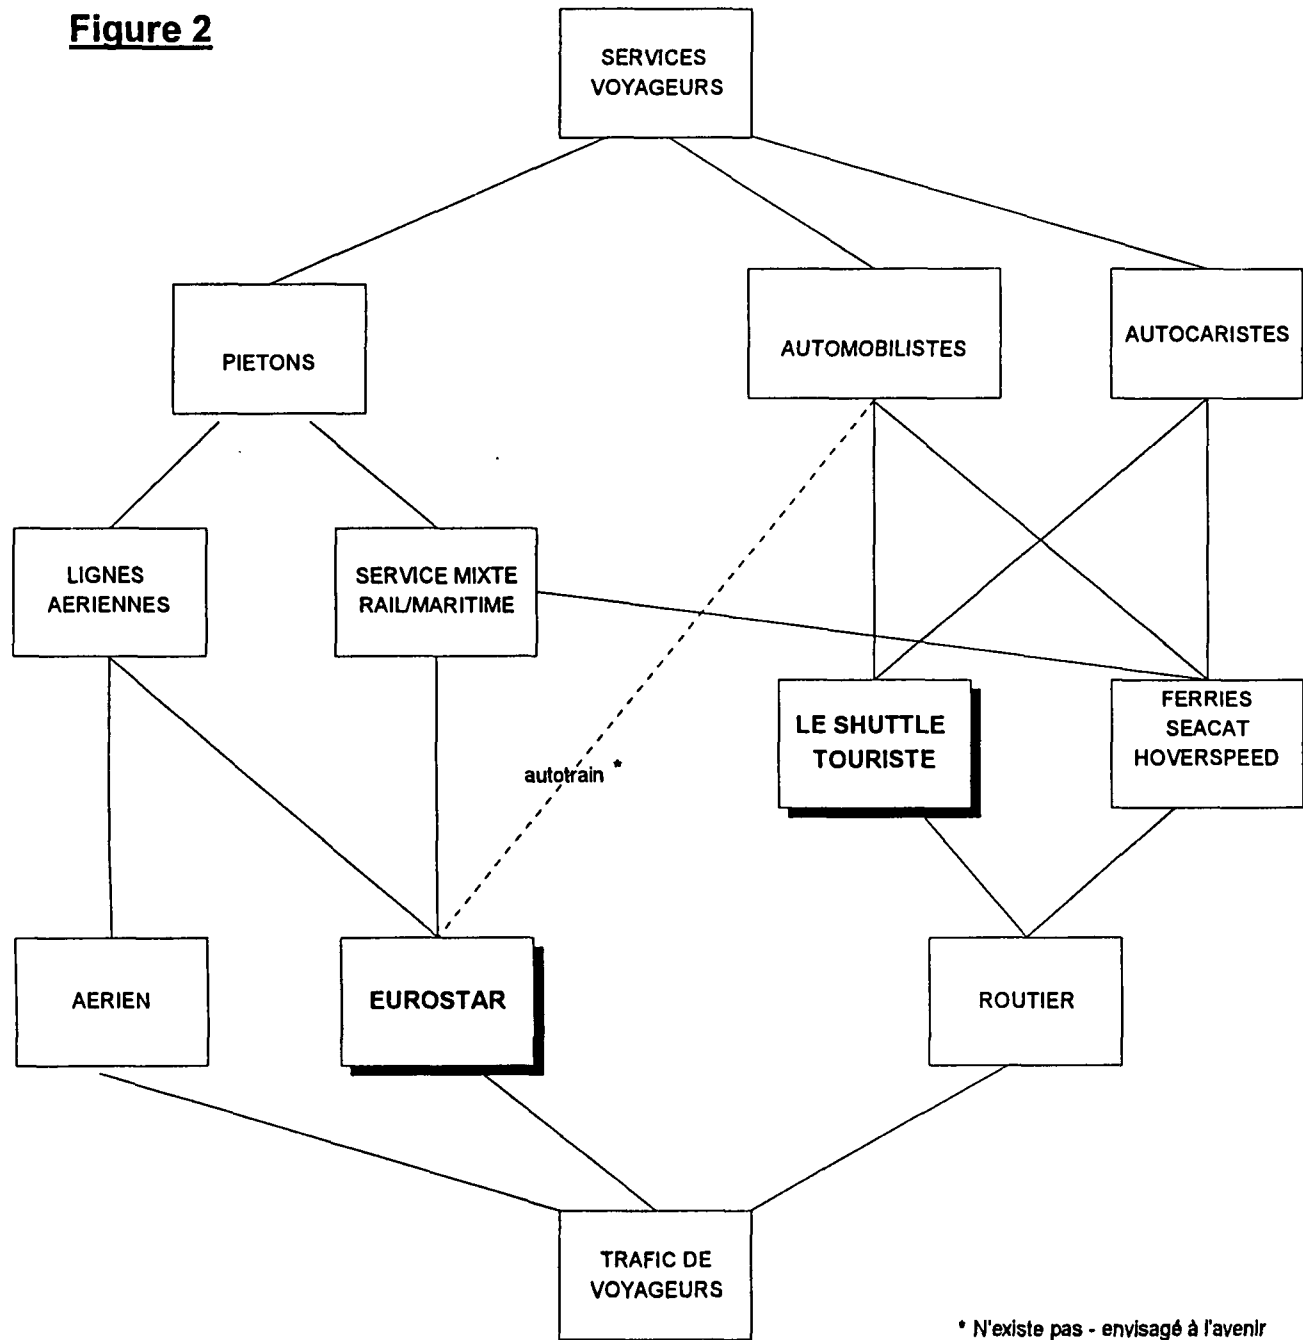 Figure 2
SERVICES
VOYAGEURS
PIETONS
AUTOMOBILISTES
AUTOCARISTES
LIGNES
AERIENNES
SERVICE MIXTE
RAIL/MARITIME
LE SHUTTLE
TOURISTE
FERRIES
SEACAT
HOVERSPEED
autotrain *
AERIEN
EUROSTAR
ROUTIER
TRAFIC DE
VOYAGEURS
* N'existe pas - envisagé à l'avenir